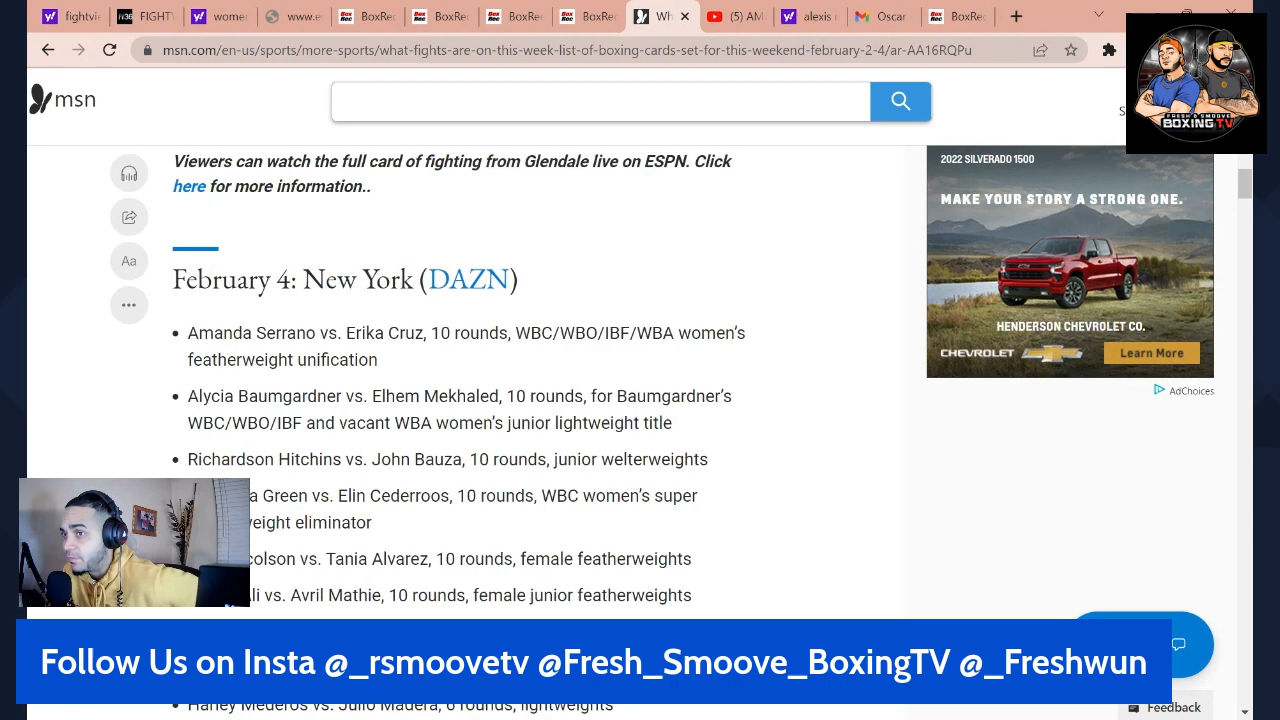 women
www.
BoxRec
BoxRe
Wh
(5) AM
alexis r
Oscar
BoxRec
msn.com/en-us/sports/more-sports/what-fights-are-on-this-week-list-of-boxing-cards-set-for-this-weekend-february-2-4/ar-AA16RQPu
FRESH & SMOOVE
BOXING TV
msn
S
Viewers can watch the full card of fighting from Glendale live on ESPN. Click
here for more information..
2022 SILVERADO 1500
MAKE YOUR STORY A STRONG ONE.
HENDERSON CHEVROLET CO.
CHEVROLET
Learn More
AdChoices
Aa
February 4: New York (DAZN)
• Amanda Serrano vs. Erika Cruz, 10 rounds, WBC/WBO/IBF/WBA women's
featherweight unification
• Alycia Baumgardner vs. Elhem Mekhaled, 10 rounds, for Baumgardner's
WBC/WBO/IBF and vacant WBA women's junior lightweight title
• Richardson Hitchins vs. John Bauza, 10 rounds, junior welterweights
a Green vs. Elin Cederroos, 10 rounds, WBC women's super
weight eliminator
colson vs. Tania Alvarez, 10 rounds, female featherweights
li vs. Avril Mathie, 10 rounds, female junior featherweights
Follow Us on Insta @_rsmoovetv @Fresh_Smoove_BoxingTV @_Freshwun
Harley Mederos vs. Julio Madera, 6 rounds, lightweights
Feedback